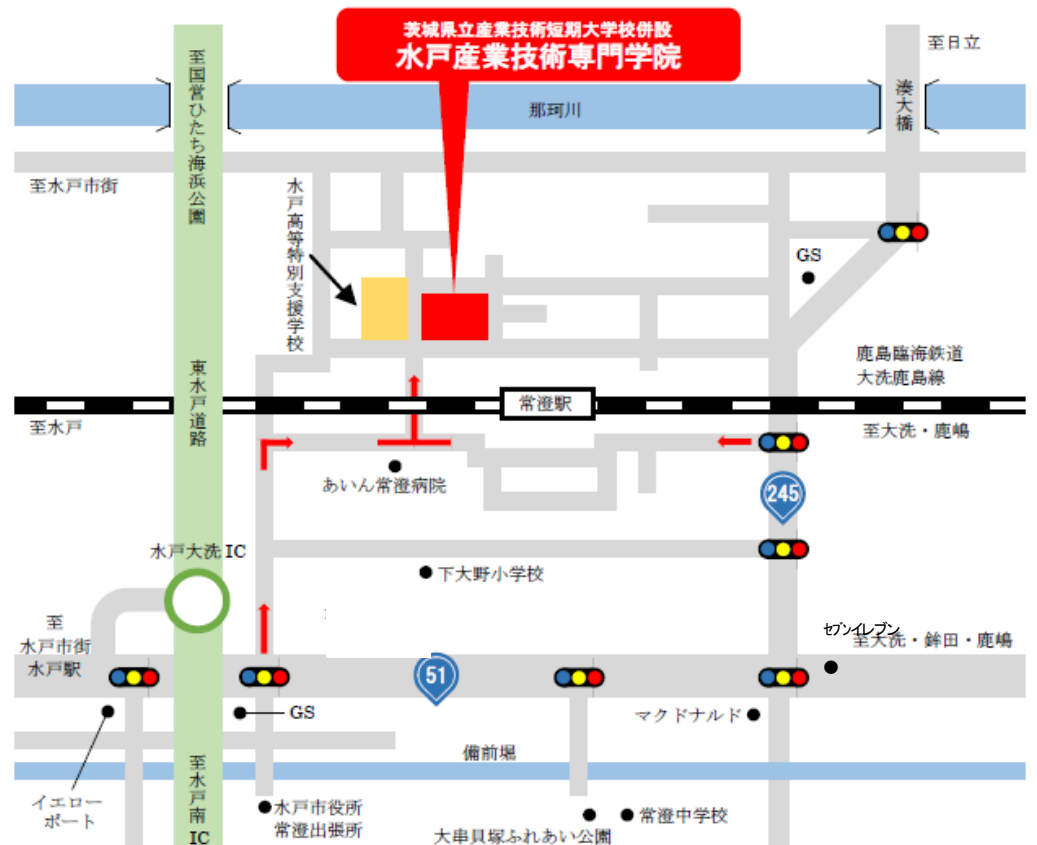 茨城県立産業技術短期大学校併設
水戸産業技術専門学院
至日立
至国営ひたち海浜公園
那珂川
湊大橋
至水戸市街
水戸高等特別支援学校
GS
東水戸道路
鹿島臨海鉄道
大洗鹿島線
常澄駅
至水戸
至大洗・鹿嶋
あいん常澄病院
245
水戸大洗IC
下大野小学校
至
水戸市街
水戸駅
セブンイレブン
至大洗・鉾田・鹿嶋
51
GS
マクドナルド
備前堀
至水戸南IC
イエロー
ポート
水戸市役所
常澄出張所
常澄中学校
大串貝塚ふれあい公園